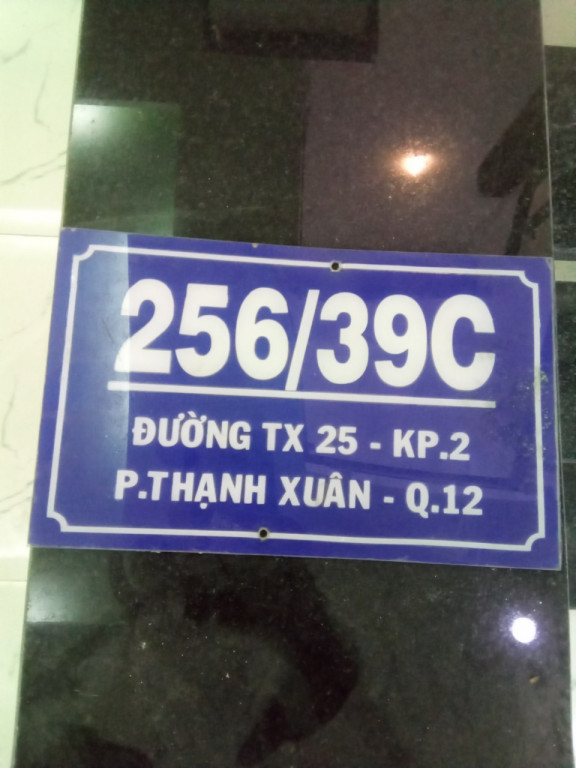 256/39C
ĐƯỜNG TX 25 - KP.2
P.THẠNH XUÂN - Q.12